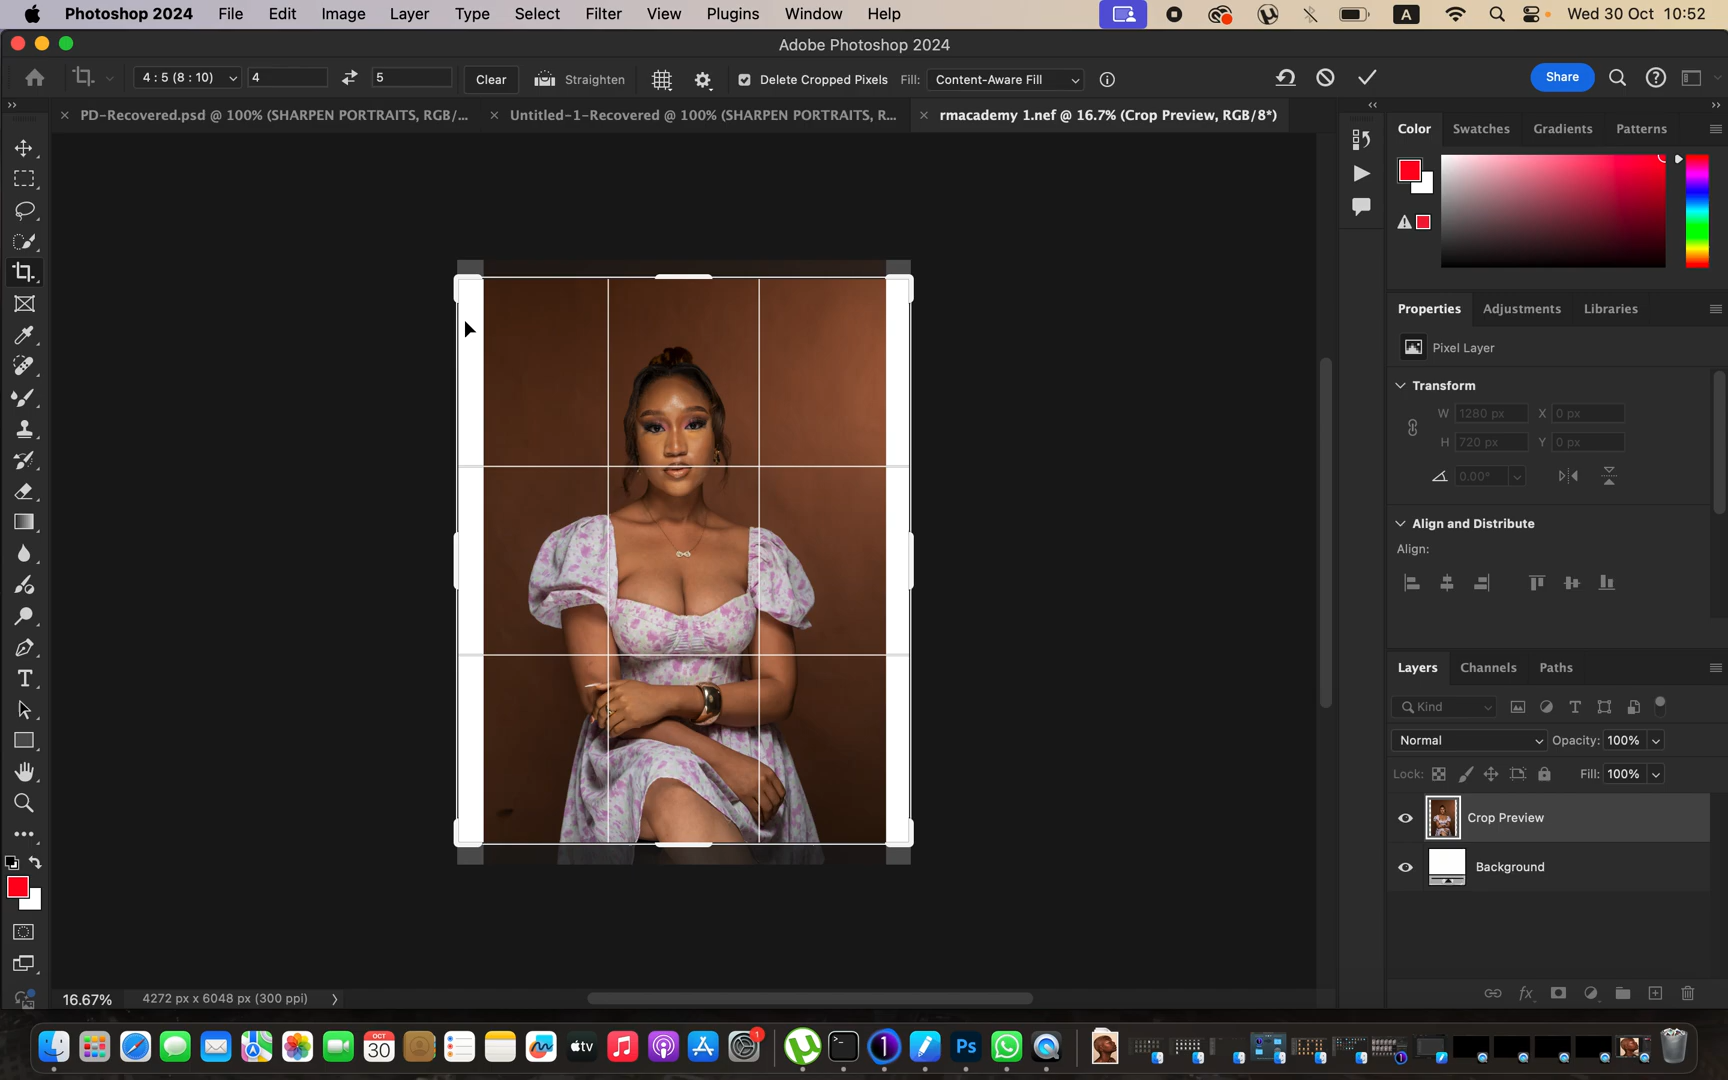 Photoshop 2024 File Edit Image Layer Type Select Filter View Plugins Window Help A Wed 30 Oct 10:52
Adobe Photoshop 2024
4 : 5 (8 : 10) 4 5 Clear Straighten Delete Cropped Pixels Fill: Content-Aware Fill Share
PD-Recovered.psd @ 100% (SHARPEN PORTRAITS, RGB/... Untitled-1-Recovered @ 100% (SHARPEN PORTRAITS, R... rmacademy 1.nef @ 16.7% (Crop Preview, RGB/8*)
Color Swatches Gradients Patterns
Properties Adjustments Libraries
Pixel Layer
Transform
W 1280 px X 0 px
H 720 px Y 0 px
0.00°
Align and Distribute
Align:
Layers Channels Paths
Kind
Normal Opacity: 100%
Lock: Fill: 100%
Crop Preview
Background
16.67% 4272 px x 6048 px (300 ppi)
OCT
30
tv
1
Ps